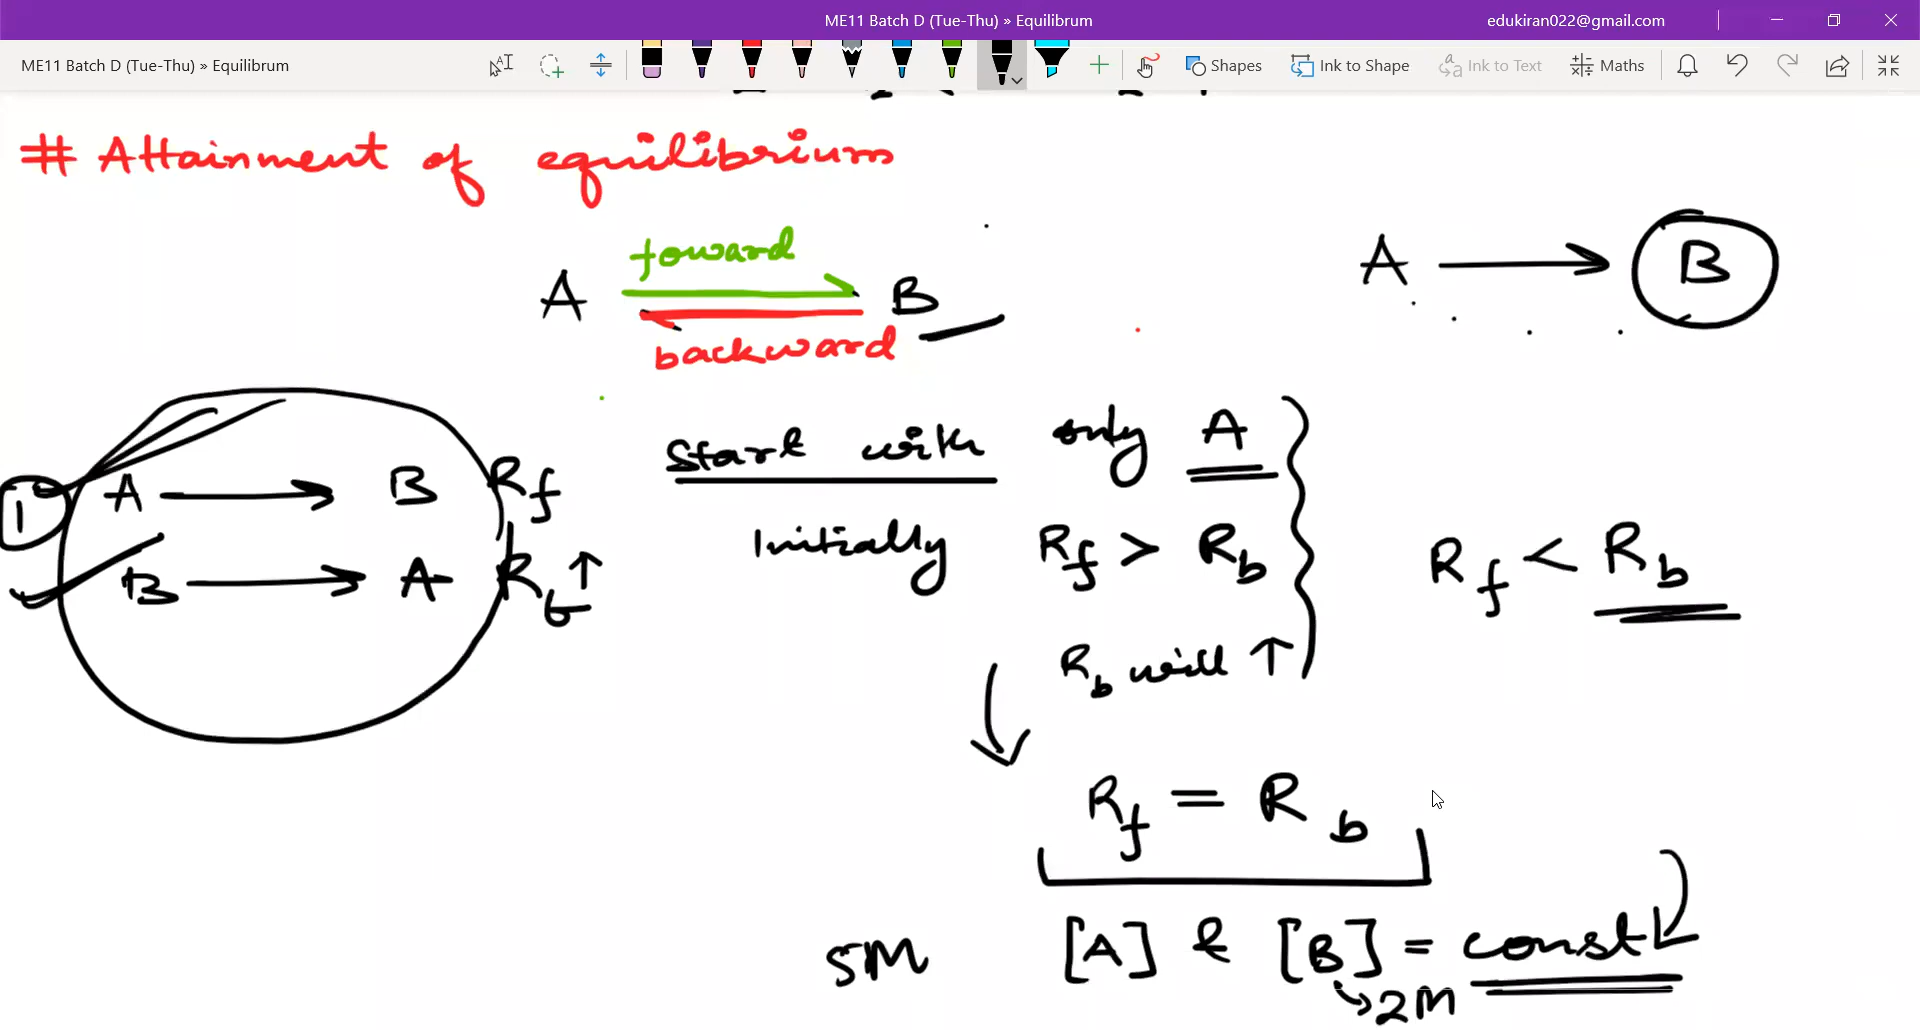 ME11 Batch D (Tue-Thu) » Equilibrum
edukiran022@gmail.com
ME11 Batch D (Tue-Thu) » Equilibrum
Shapes
Ink to Shape
Ink to Text
Maths
# Attainment of equilibrium
forward
A
B
backward
A → B
1
A → B Rf
B → A Rb ↑
Start with only A
Initially Rf > Rb
Rf < Rb
Rb will ↑
Rf = Rb
5M
[A] & [B] = const
2M